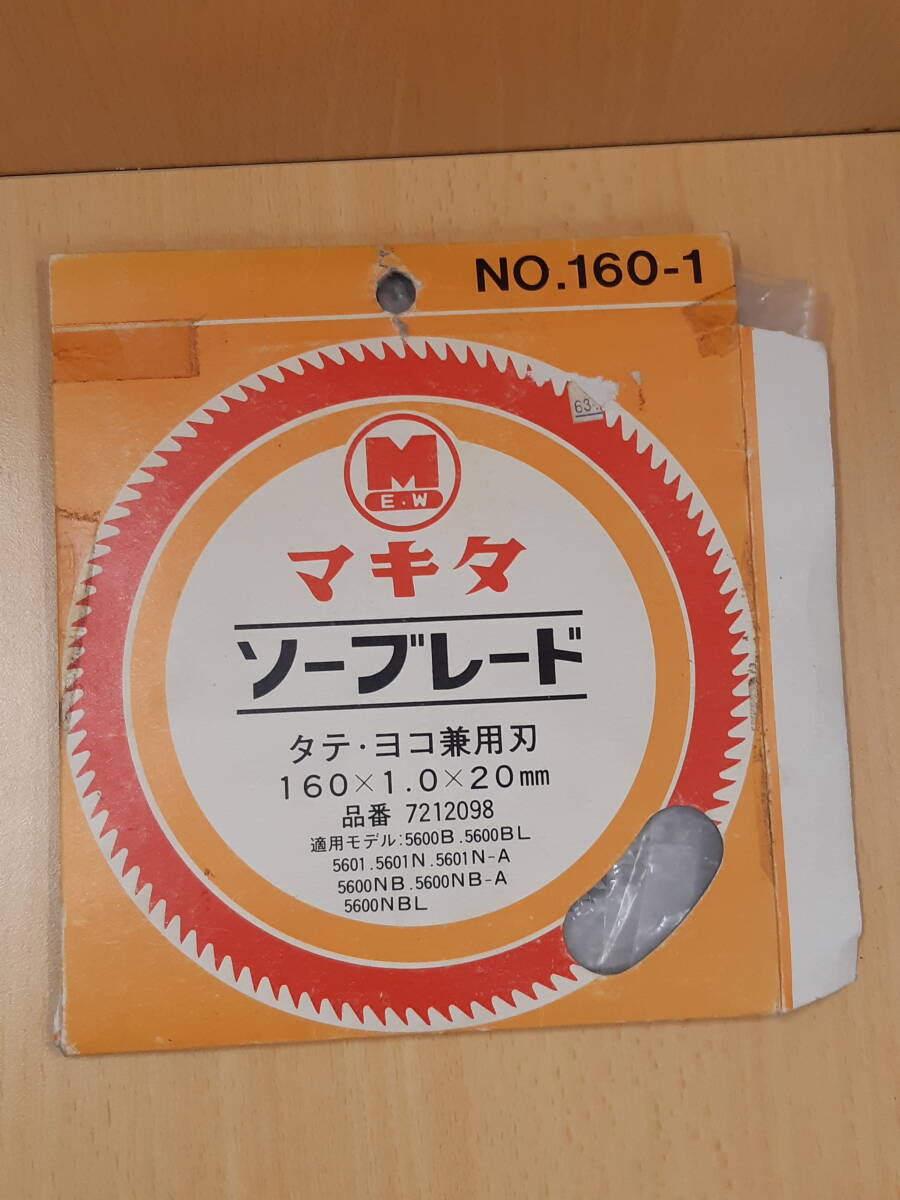 NO.160-1
63-
M
E.W
マキタ
ソーブレード
タテ・ヨコ兼用刃
160×1.0×20mm
品番 7212098
適用モデル:5600B.5600BL
5601.5601N.5601N-A
5600NB.5600NB-A
5600NBL